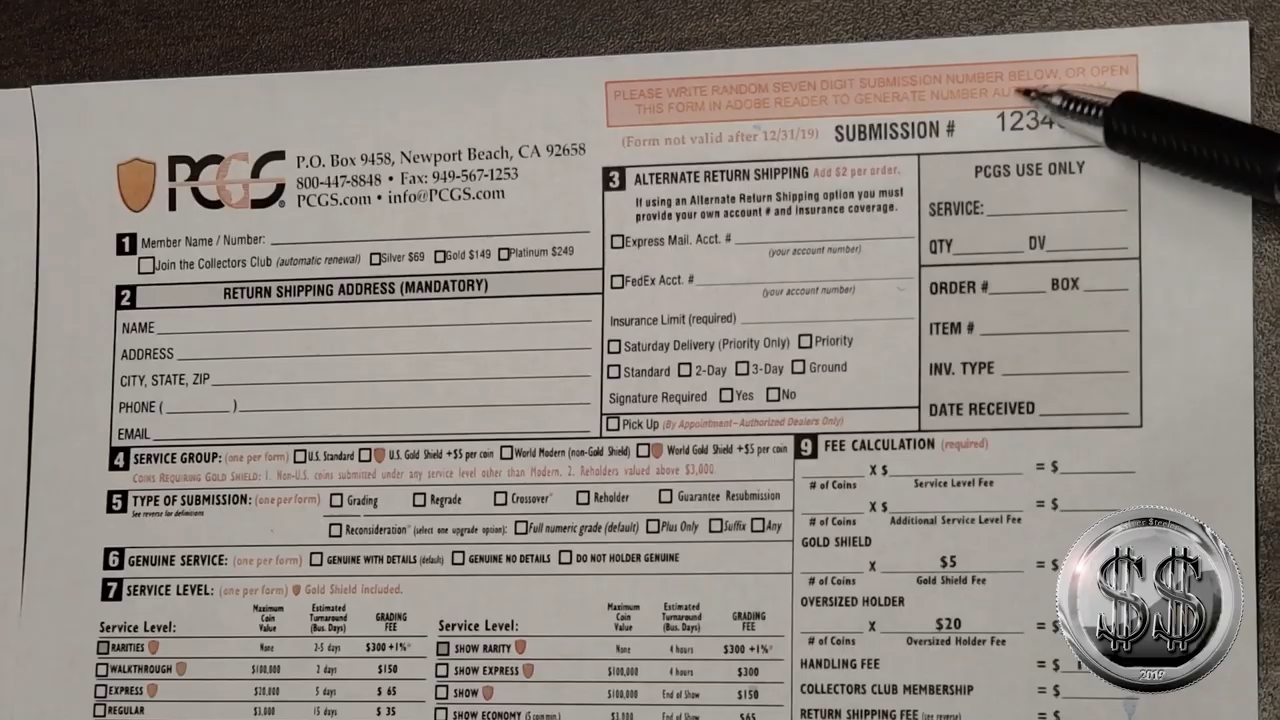 PLEASE WRITE RANDOM SEVEN DIGIT SUBMISSION NUMBER BELOW, OR OPEN
THIS FORM IN ADOBE READER TO GENERATE NUMBER
(Form not valid after 12/31/19) SUBMISSION # 1234
PCGS
P.O. Box 9458, Newport Beach, CA 92658
800-447-8848 • Fax: 949-567-1253
PCGS.com • info@PCGS.com
1 Member Name / Number:
Join the Collectors Club (automatic renewal) Silver $69 Gold $149 Platinum $249
2 RETURN SHIPPING ADDRESS (MANDATORY)
NAME
ADDRESS
CITY, STATE, ZIP
PHONE ( )
EMAIL
3 ALTERNATE RETURN SHIPPING Add $2 per order.
If using an Alternate Return Shipping option you must
provide your own account # and insurance coverage.
Express Mail. Acct. #
(your account number)
FedEx Acct. #
(your account number)
Insurance Limit (required)
Saturday Delivery (Priority Only) Priority
Standard 2-Day 3-Day Ground
Signature Required Yes No
Pick Up (By Appointment–Authorized Dealers Only)
PCGS USE ONLY
SERVICE:
QTY DV
ORDER # BOX
ITEM #
INV. TYPE
DATE RECEIVED
4 SERVICE GROUP: (one per form) U.S. Standard U.S. Gold Shield +$5 per coin World Modern (non-Gold Shield) World Gold Shield +$5 per coin
COINS REQUIRING GOLD SHIELD: 1. Non-U.S. coins submitted under any service level other than Modern. 2. Reholders valued above $3,000.
5 TYPE OF SUBMISSION: (one per form) Grading Regrade Crossover* Reholder Guarantee Resubmission
See reverse for definitions
Reconsideration* (select one upgrade option): Full numeric grade (default) Plus Only Suffix Any
6 GENUINE SERVICE: (one per form) GENUINE WITH DETAILS (default) GENUINE NO DETAILS DO NOT HOLDER GENUINE
7 SERVICE LEVEL: (one per form) Gold Shield Included.
Service Level: Maximum Coin Value Estimated Turnaround (Bus. Days) GRADING FEE
RARITIES None 2-5 days $300 +1%*
WALKTHROUGH $100,000 2 days $150
EXPRESS $20,000 5 days $ 65
REGULAR $3,000 15 days $ 35
Service Level: Maximum Coin Value Estimated Turnaround (Bus. Days) GRADING FEE
SHOW RARITY None 4 hours $300 +1%*
SHOW EXPRESS $100,000 4 hours $300
SHOW $100,000 End of Show $150
SHOW ECONOMY (5 coin min.) $3,000 End of Show $65
9 FEE CALCULATION (required)
X $ = $
# of Coins Service Level Fee
X $ = $
# of Coins Additional Service Level Fee
GOLD SHIELD
X $5 = $
# of Coins Gold Shield Fee
OVERSIZED HOLDER
X $20 = $
# of Coins Oversized Holder Fee
HANDLING FEE = $
COLLECTORS CLUB MEMBERSHIP = $
RETURN SHIPPING FEE (see reverse) = $
$$
2019